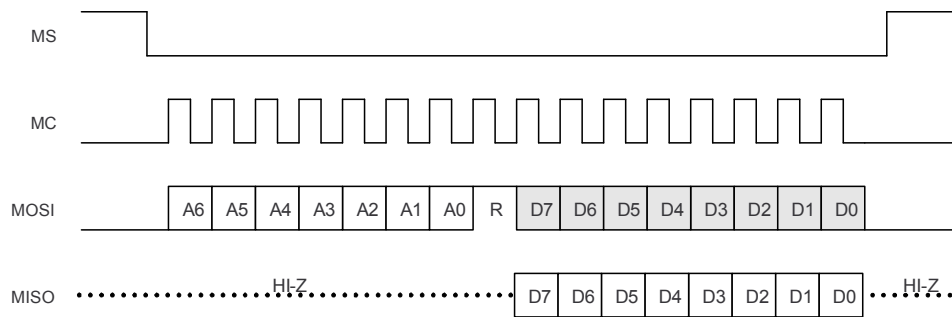 MS
MC
MOSI A6 A5 A4 A3 A2 A1 A0 R D7 D6 D5 D4 D3 D2 D1 D0
MISO HI-Z D7 D6 D5 D4 D3 D2 D1 D0 HI-Z